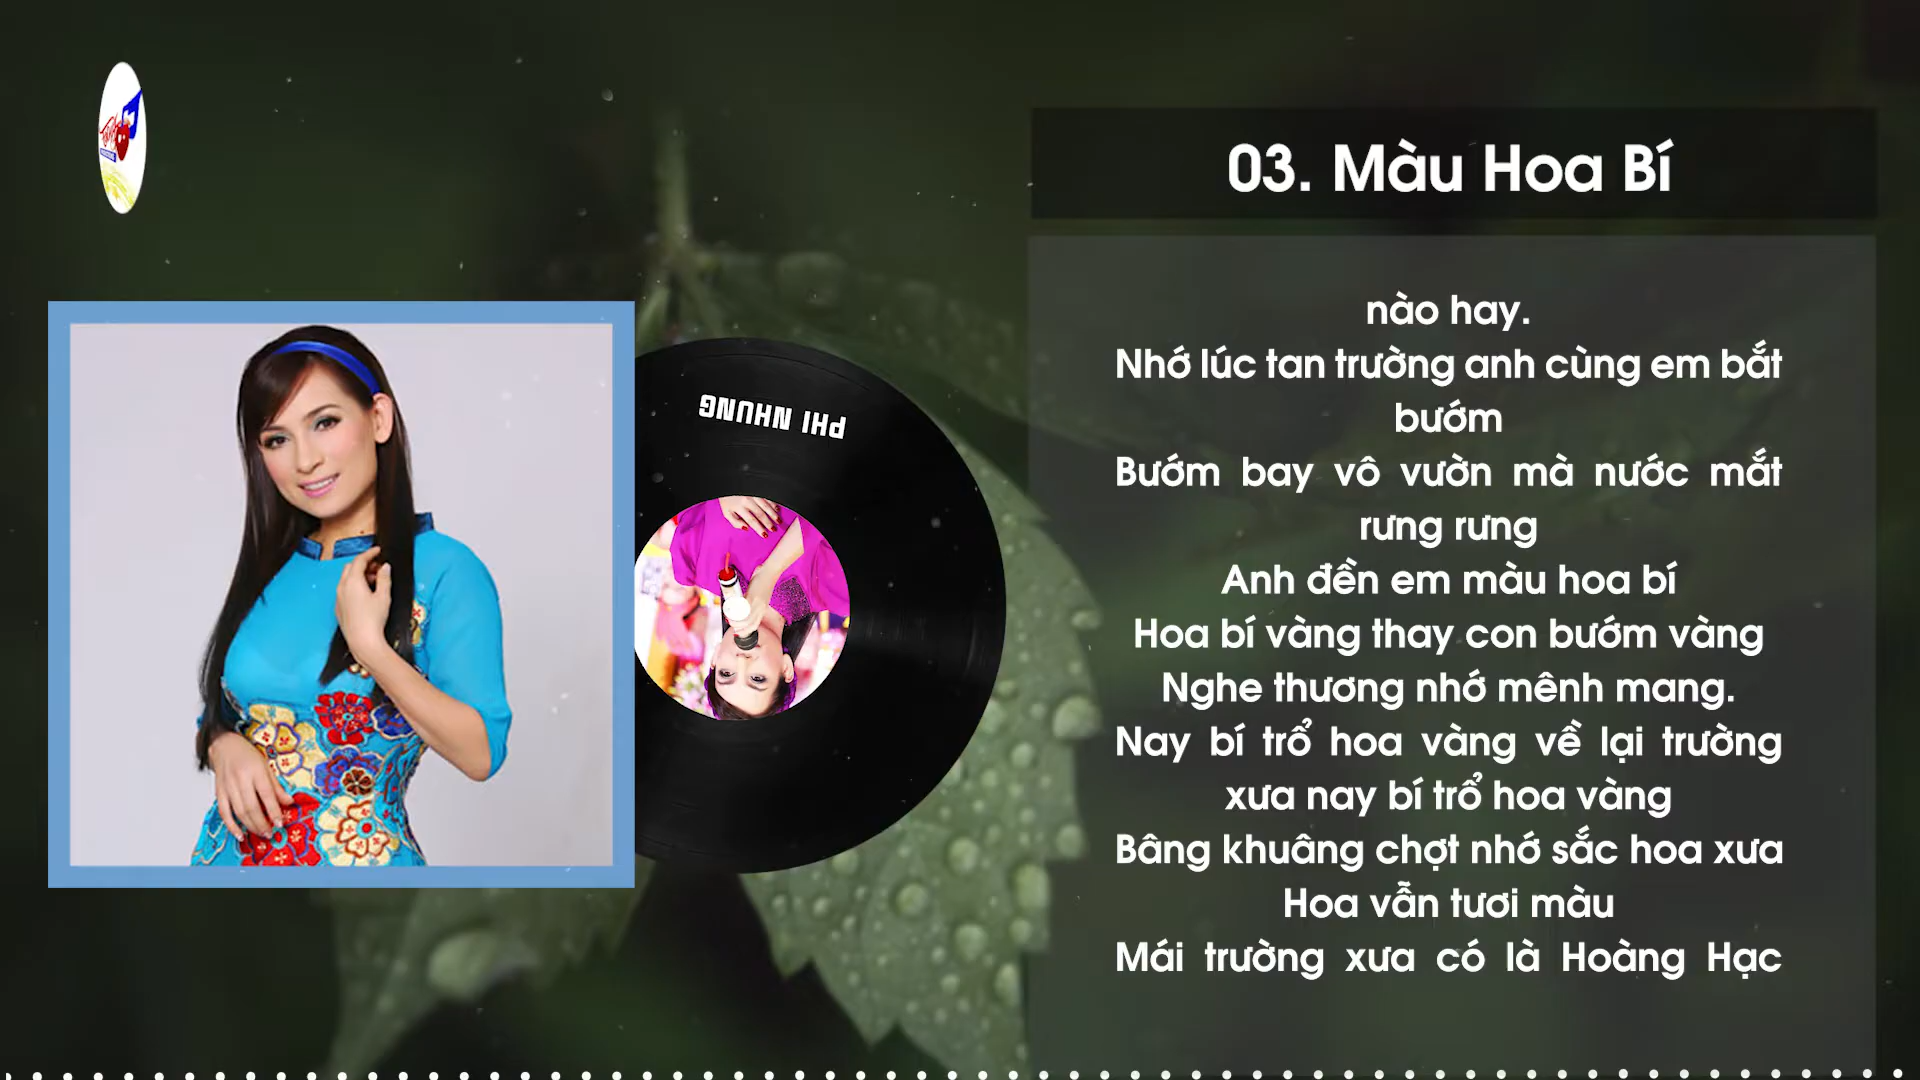 03. Màu Hoa Bí
nào hay.
Nhớ lúc tan trường anh cùng em bắt
bướm
Bướm bay vô vườn mà nước mắt
rưng rưng
Anh đền em màu hoa bí
Hoa bí vàng thay con bướm vàng
Nghe thương nhớ mênh mang.
Nay bí trổ hoa vàng về lại trường
xưa nay bí trổ hoa vàng
Bâng khuâng chợt nhớ sắc hoa xưa
Hoa vẫn tươi màu
Mái trường xưa có là Hoàng Hạc
PHI NHUNG